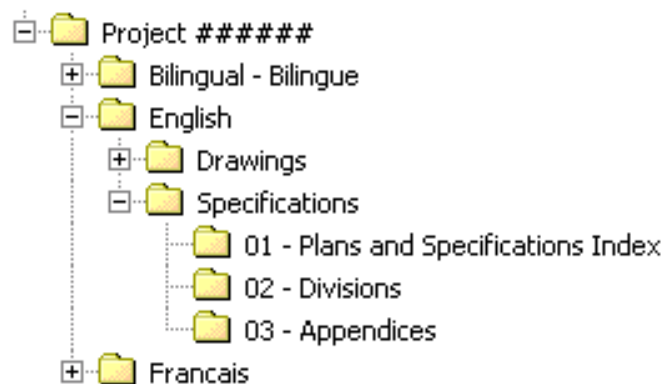 Project ######
Bilingual - Bilingue
English
Drawings
Specifications
01 - Plans and Specifications Index
02 - Divisions
03 - Appendices
Francais